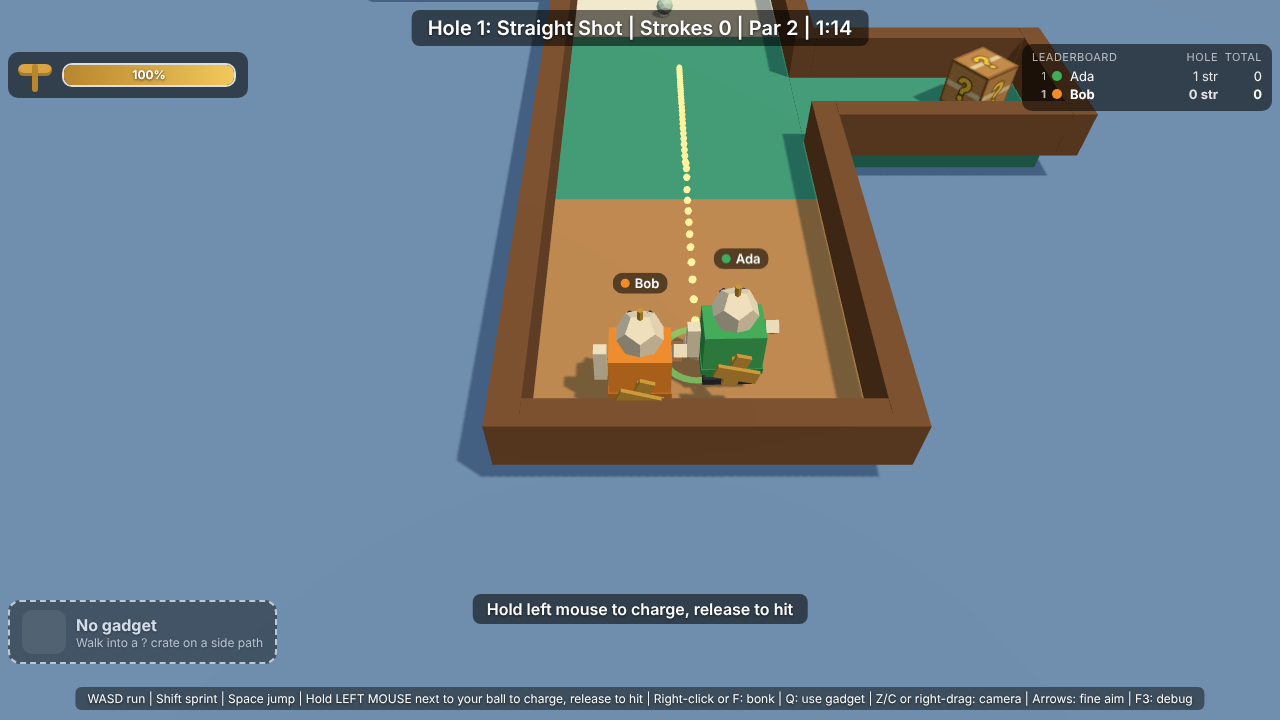 Hole 1: Straight Shot | Strokes 0 | Par 2 | 1:14
100%
LEADERBOARD HOLE TOTAL
1 Ada 1 str 0
1 Bob 0 str 0
? ? ?
Ada
Bob
Hold left mouse to charge, release to hit
No gadget
Walk into a ? crate on a side path
WASD run | Shift sprint | Space jump | Hold LEFT MOUSE next to your ball to charge, release to hit | Right-click or F: bonk | Q: use gadget | Z/C or right-drag: camera | Arrows: fine aim | F3: debug